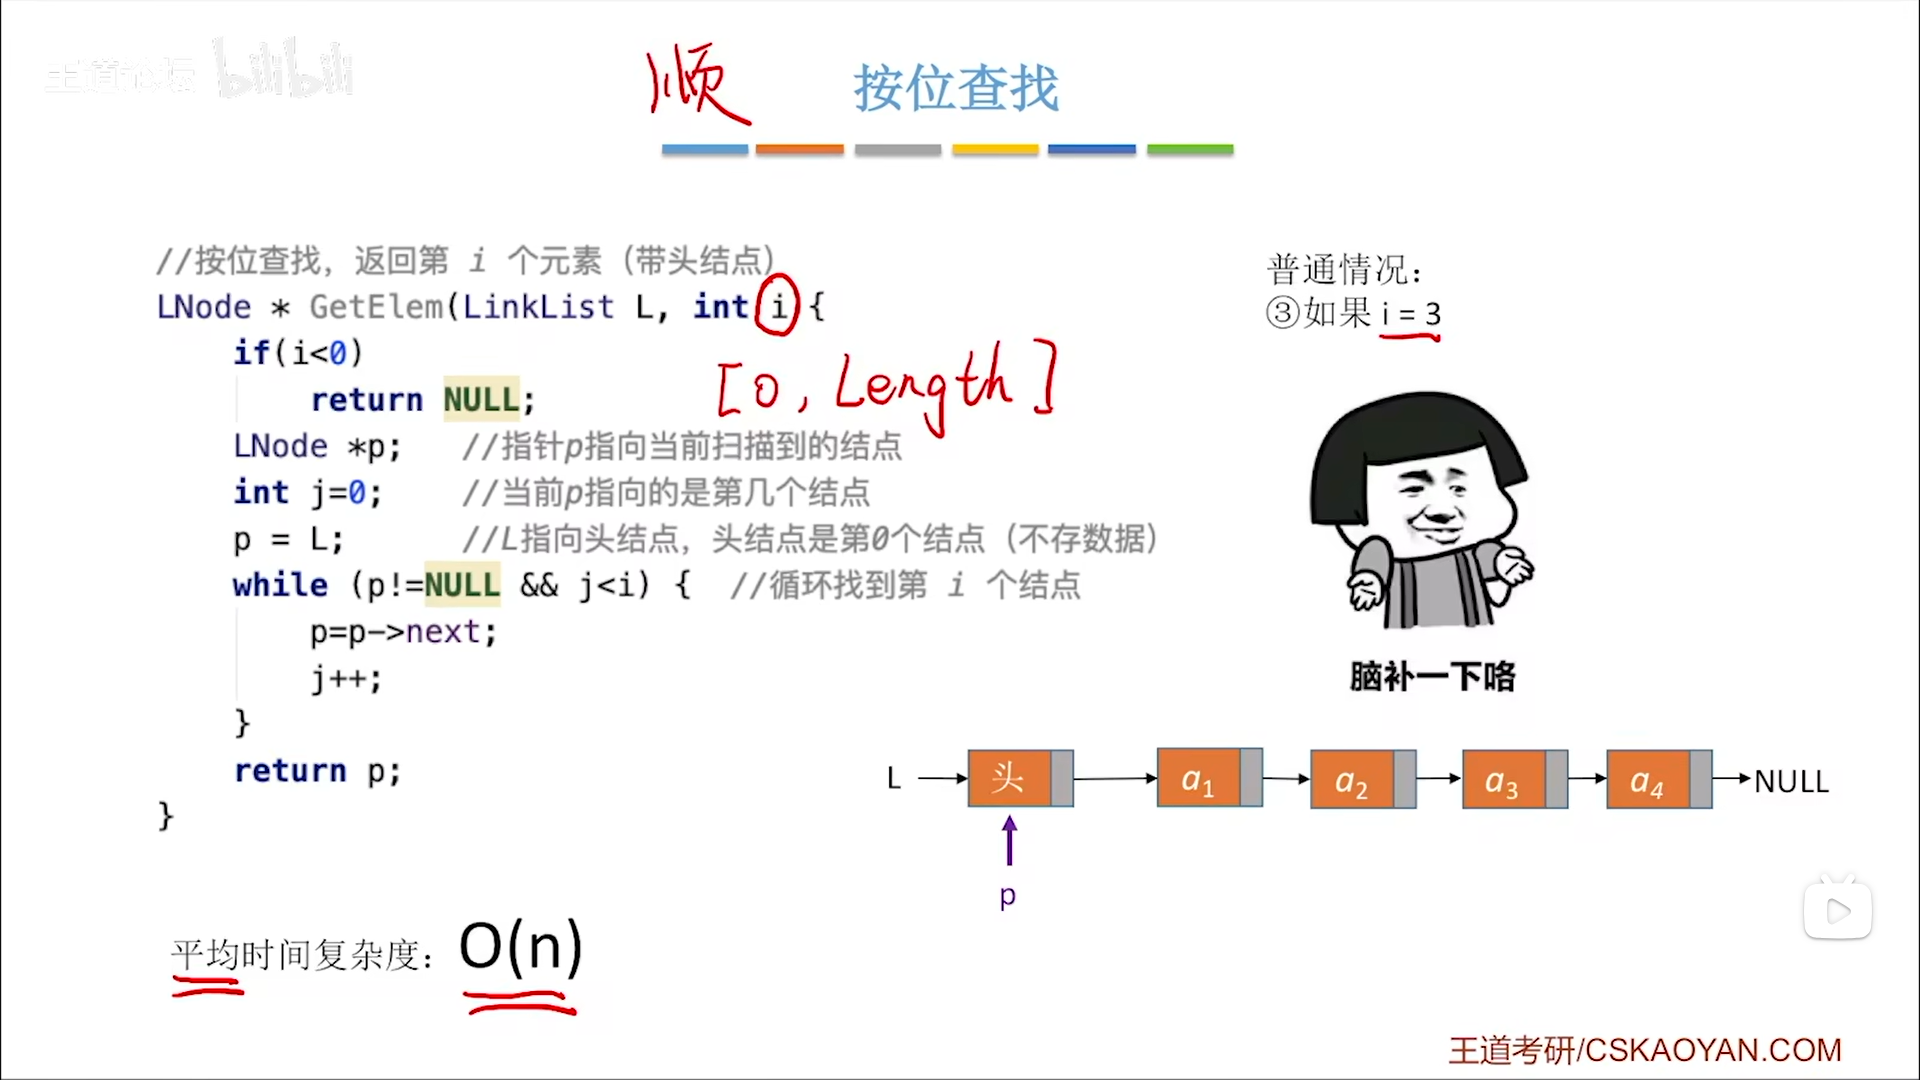 王道论坛 bilibili
顺 按位查找
//按位查找，返回第 i 个元素（带头结点）
LNode * GetElem(LinkList L, int i {
if(i<0)
return NULL;
[0, Length]
LNode *p; //指针p指向当前扫描到的结点
int j=0; //当前p指向的是第几个结点
p = L; //L指向头结点，头结点是第0个结点（不存数据）
while (p!=NULL && j<i) { //循环找到第 i 个结点
p=p->next;
j++;
}
return p;
}
平均时间复杂度：O(n)
普通情况：
③如果 i = 3
脑补一下咯
L 头 a1 a2 a3 a4 NULL
p
王道考研/CSKAOYAN.COM